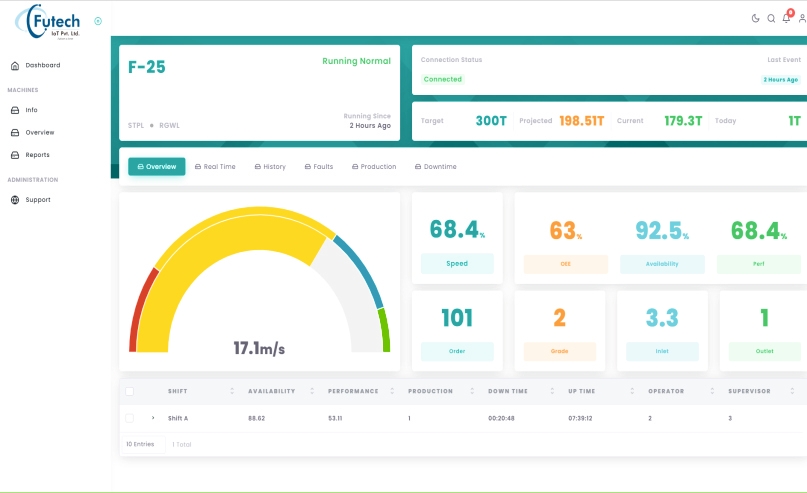 Futech
IoT Pvt. Ltd.
8
Dashboard
MACHINES
Info
Overview
Reports
ADMINISTRATION
Support
F-25
Running Normal
STPL RGWL
Running Since
2 Hours Ago
Connection Status
Last Event
Connected
2 Hours Ago
Target 300T Projected 198.51T Current 179.3T Today 1T
Overview Real Time History Faults Production Downtime
17.1m/s
68.4%
Speed
63%
OEE
92.5%
Availability
68.4%
Perf
101
Order
2
Grade
3.3
Inlet
1
Outlet
SHIFT AVAILABILITY PERFORMANCE PRODUCTION DOWN TIME UP TIME OPERATOR SUPERVISOR
Shift A 88.62 53.11 1 00:20:48 07:39:12 2 3
10 Entries 1 Total